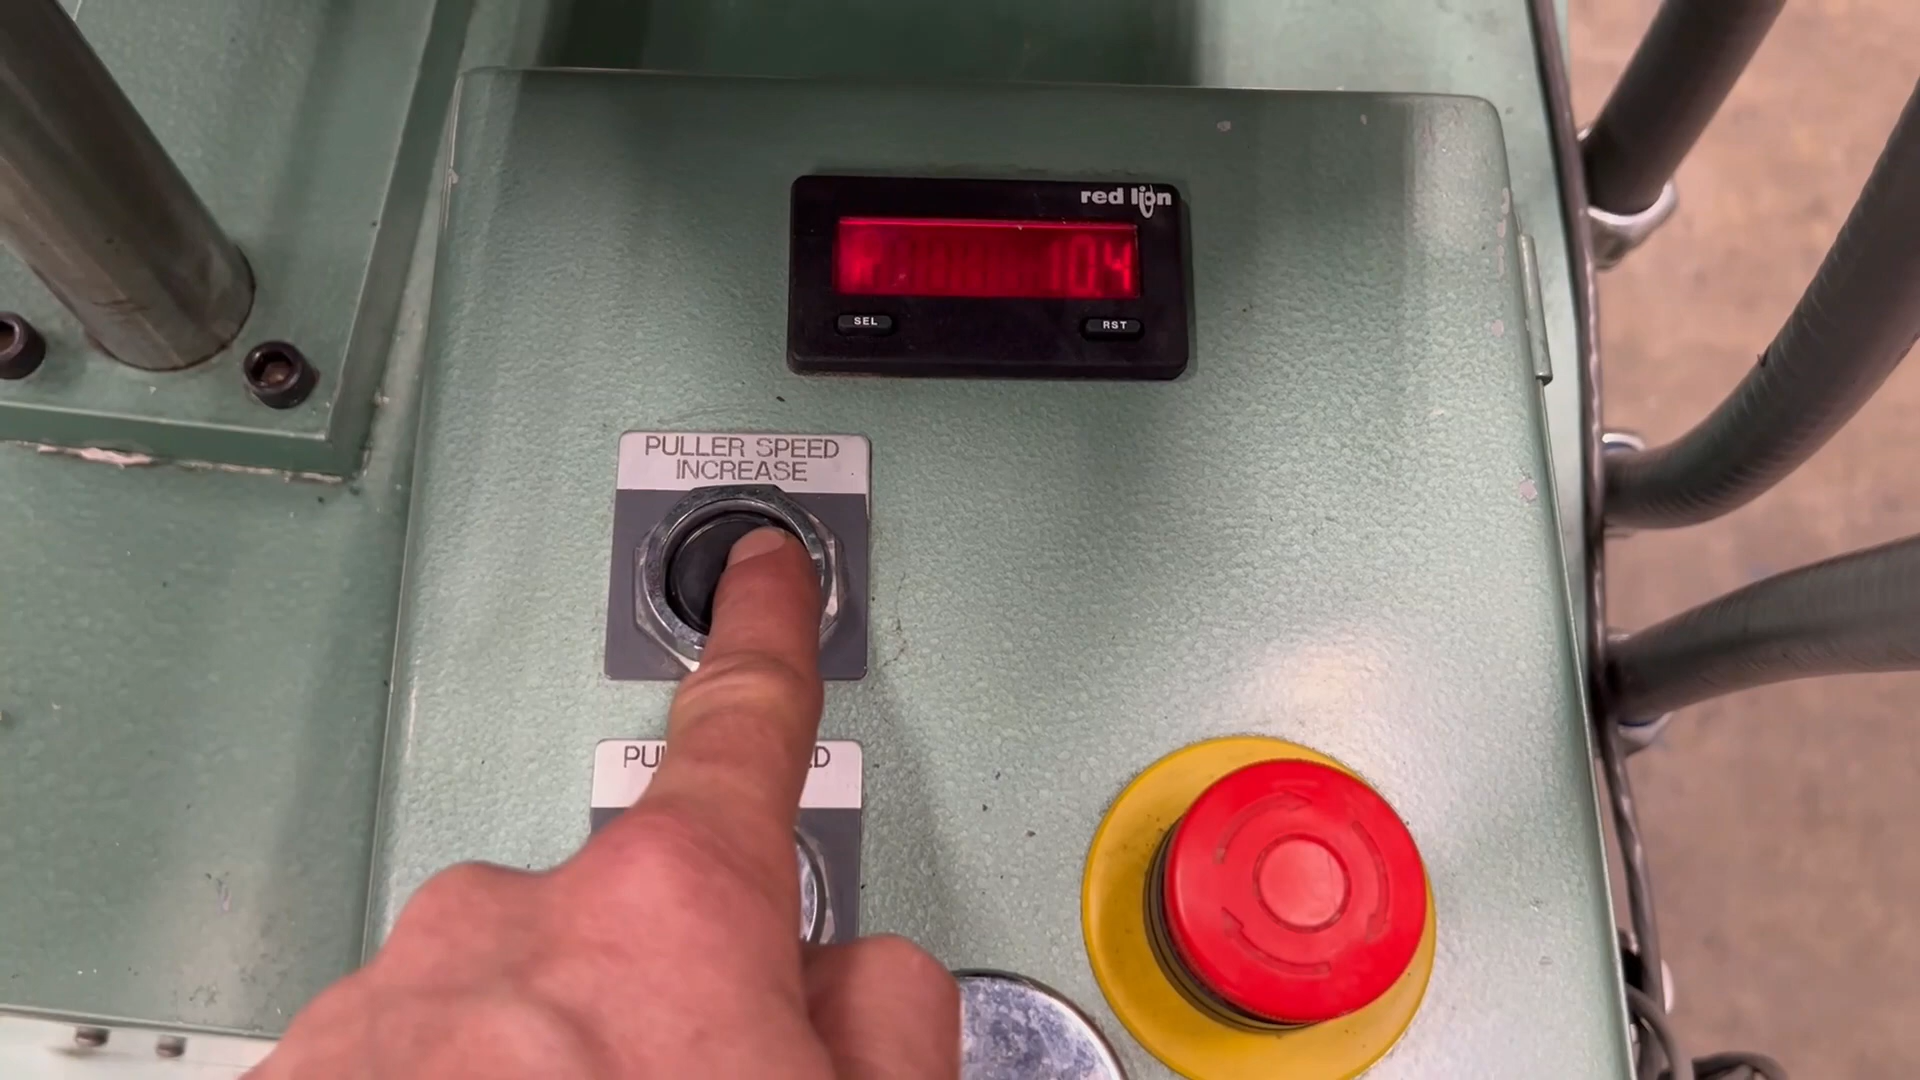 red lion
104
SEL
RST
PULLER SPEED
INCREASE